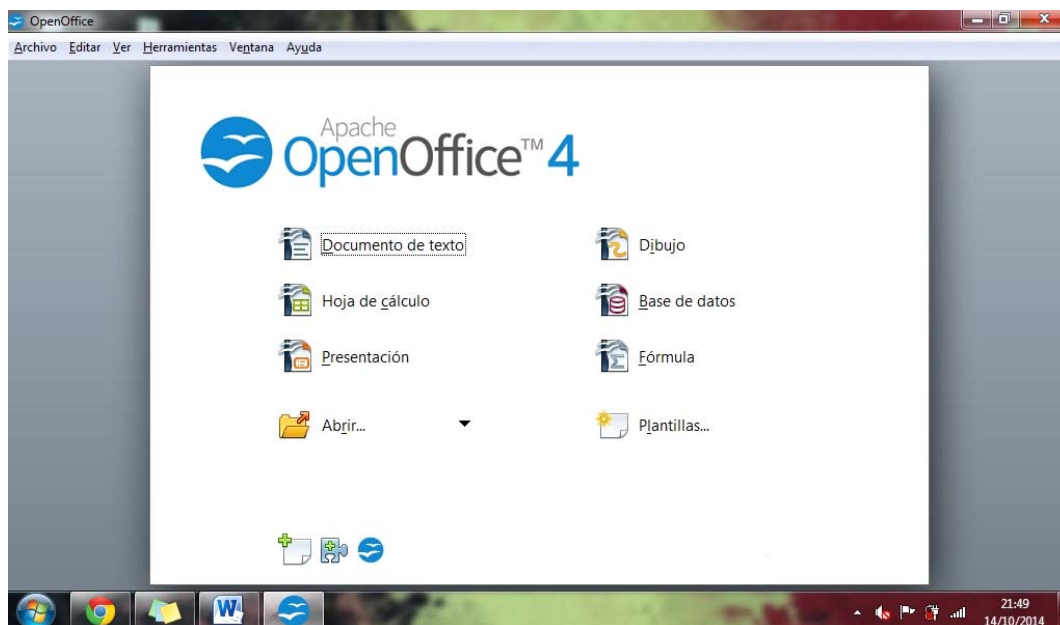 OpenOffice
Archivo Editar Ver Herramientas Ventana Ayuda
Apache
OpenOffice™ 4
Documento de texto
Dibujo
Hoja de cálculo
Base de datos
Presentación
Fórmula
Abrir...
Plantillas...
W
21:49
14/10/2014